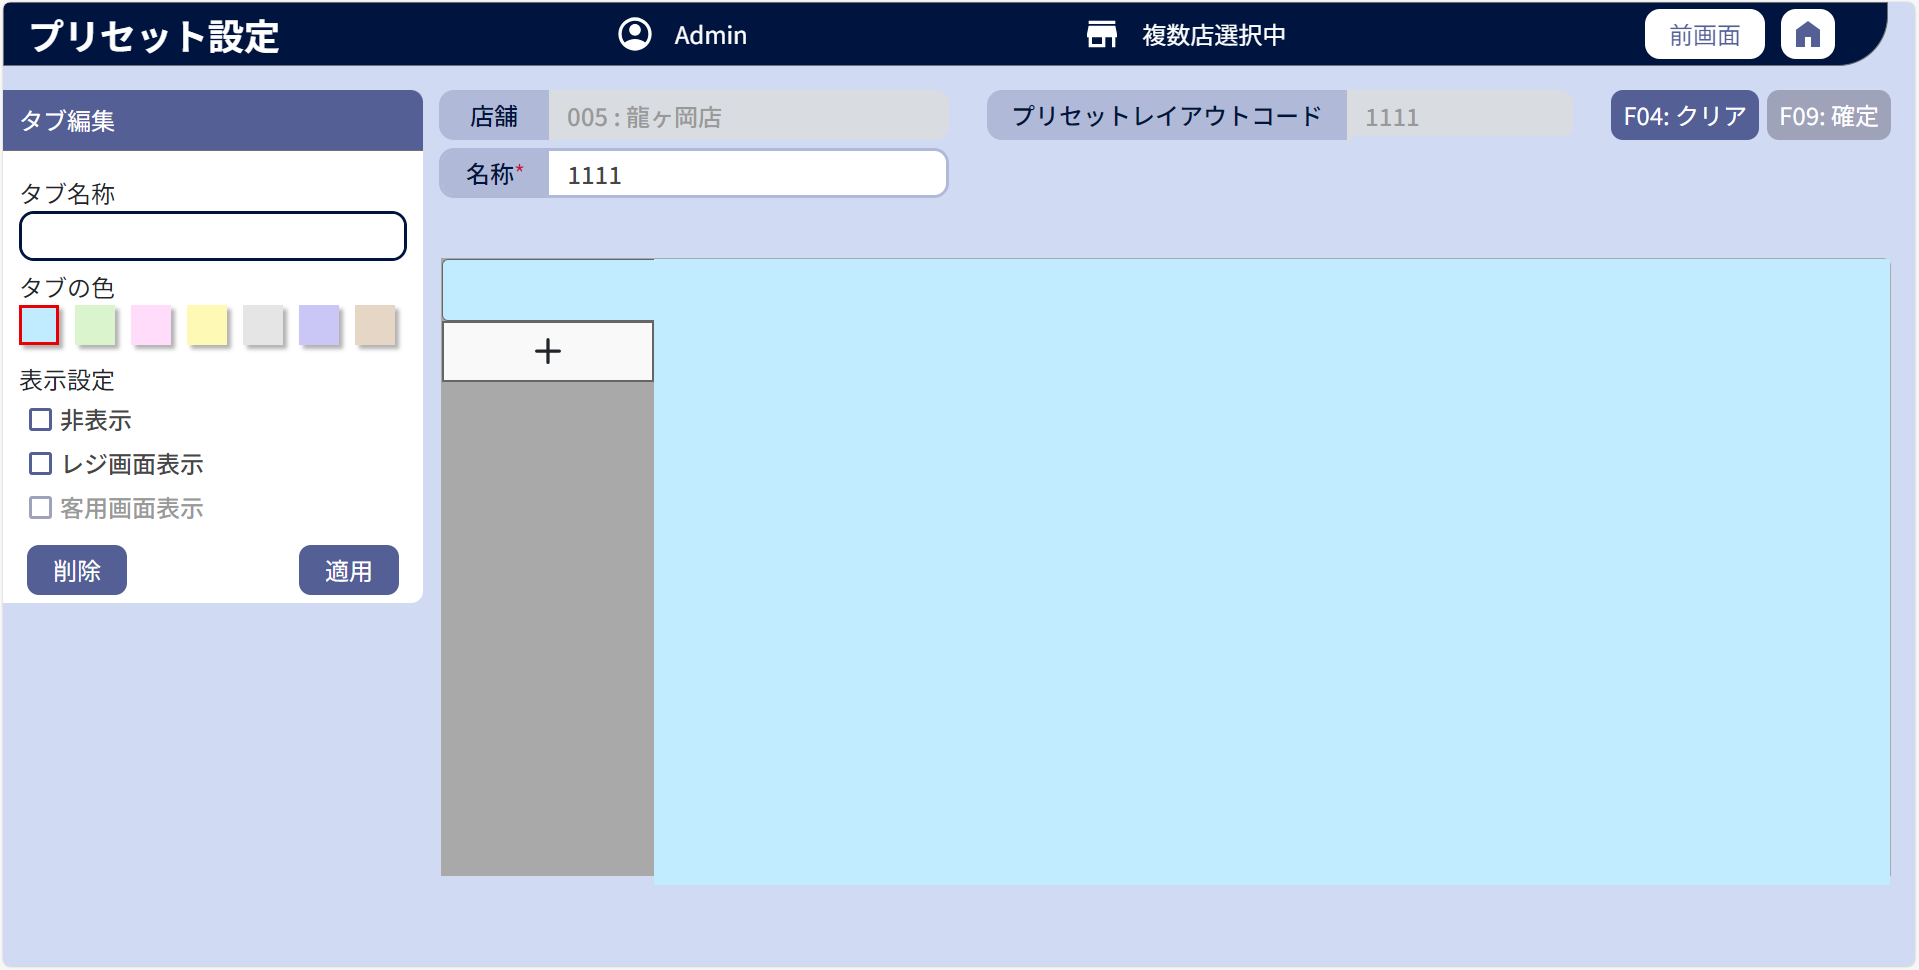 プリセット設定
Admin
複数店選択中
前画面
タブ編集
店舗
005 : 龍ヶ岡店
プリセットレイアウトコード
1111
F04: クリア
F09: 確定
名称*
1111
タブ名称
タブの色
表示設定
非表示
レジ画面表示
客用画面表示
削除
適用
+